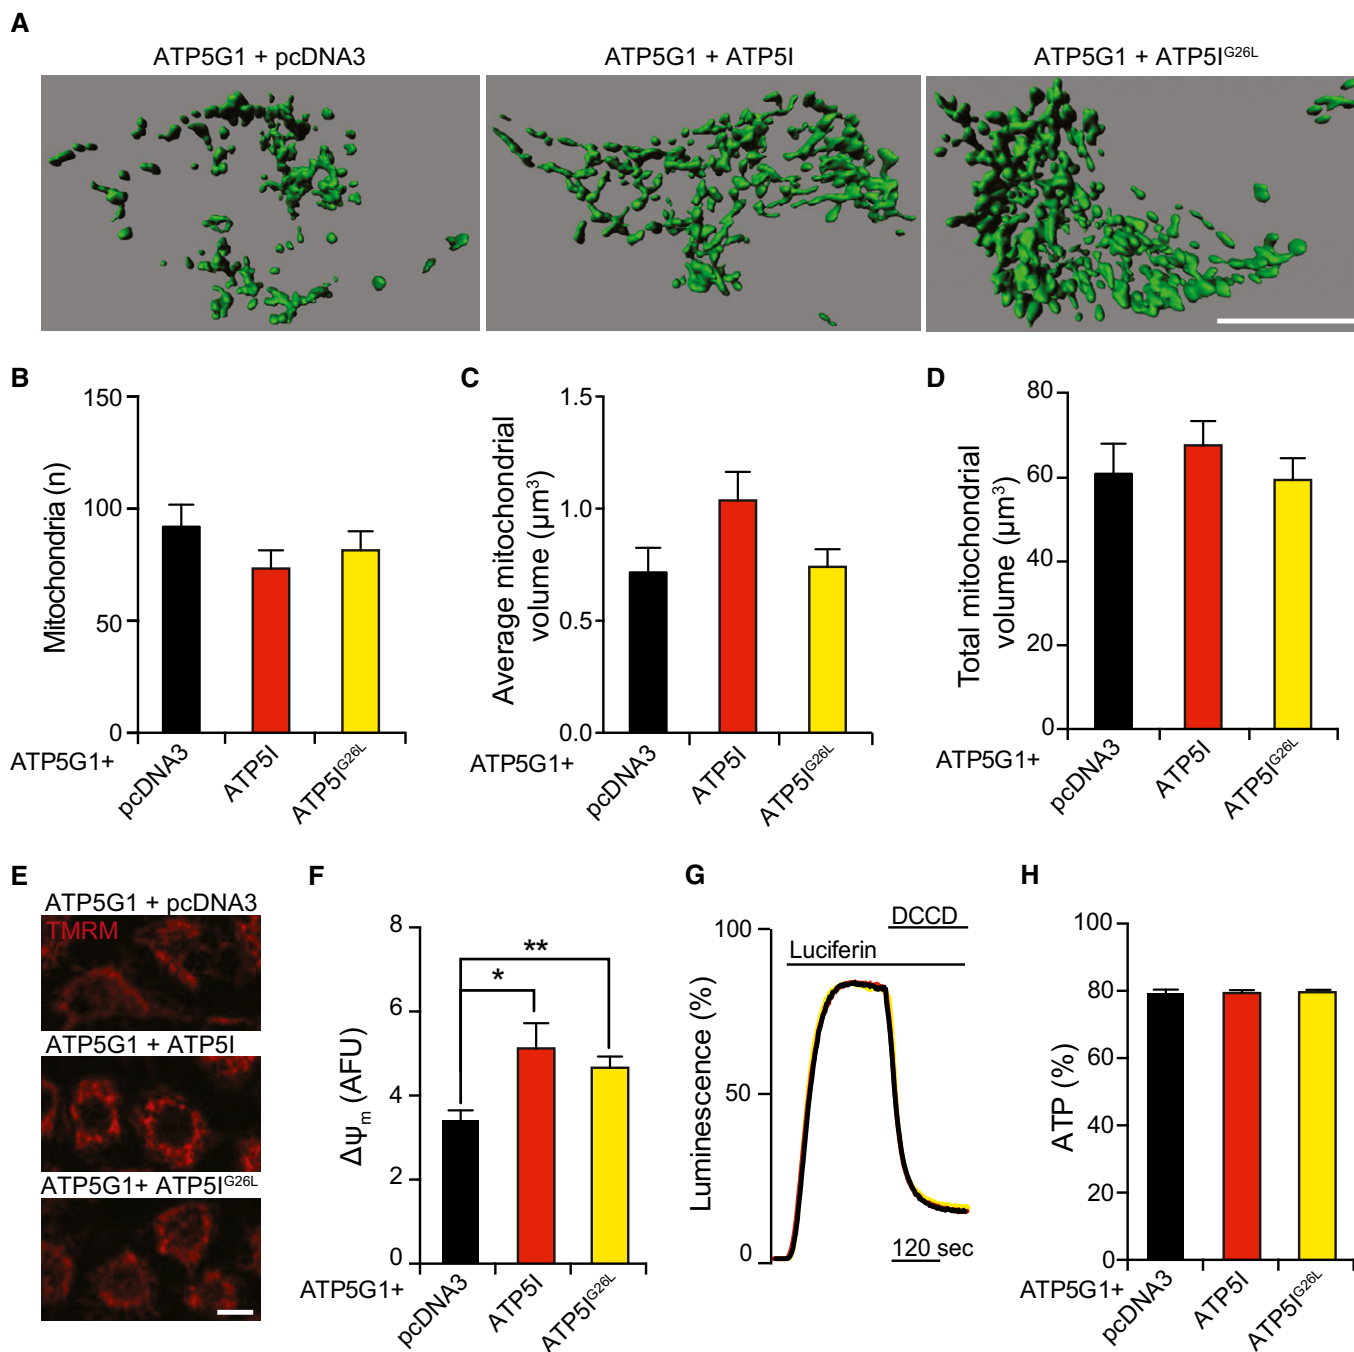 A
ATP5G1 + pcDNA3
ATP5G1 + ATP5I
ATP5G1 + ATP5I^G26L
B
150
100
50
0
Mitochondria (n)
ATP5G1+
pcDNA3
ATP5I
ATP5I^G26L
C
1.5
1.0
0.5
0.0
Average mitochondrial
volume (µm³)
ATP5G1+
pcDNA3
ATP5I
ATP5I^G26L
D
80
60
40
20
0
Total mitochondrial
volume (µm³)
ATP5G1+
pcDNA3
ATP5I
ATP5I^G26L
E
ATP5G1 + pcDNA3
TMRM
ATP5G1 + ATP5I
ATP5G1+ ATP5I^G26L
F
8
6
4
2
0
ΔΨm (AFU)
*
**
ATP5G1+
pcDNA3
ATP5I
ATP5I^G26L
G
100
50
0
Luminescence (%)
DCCD
Luciferin
120 sec
H
100
80
60
40
20
0
ATP (%)
ATP5G1+
pcDNA3
ATP5I
ATP5I^G26L